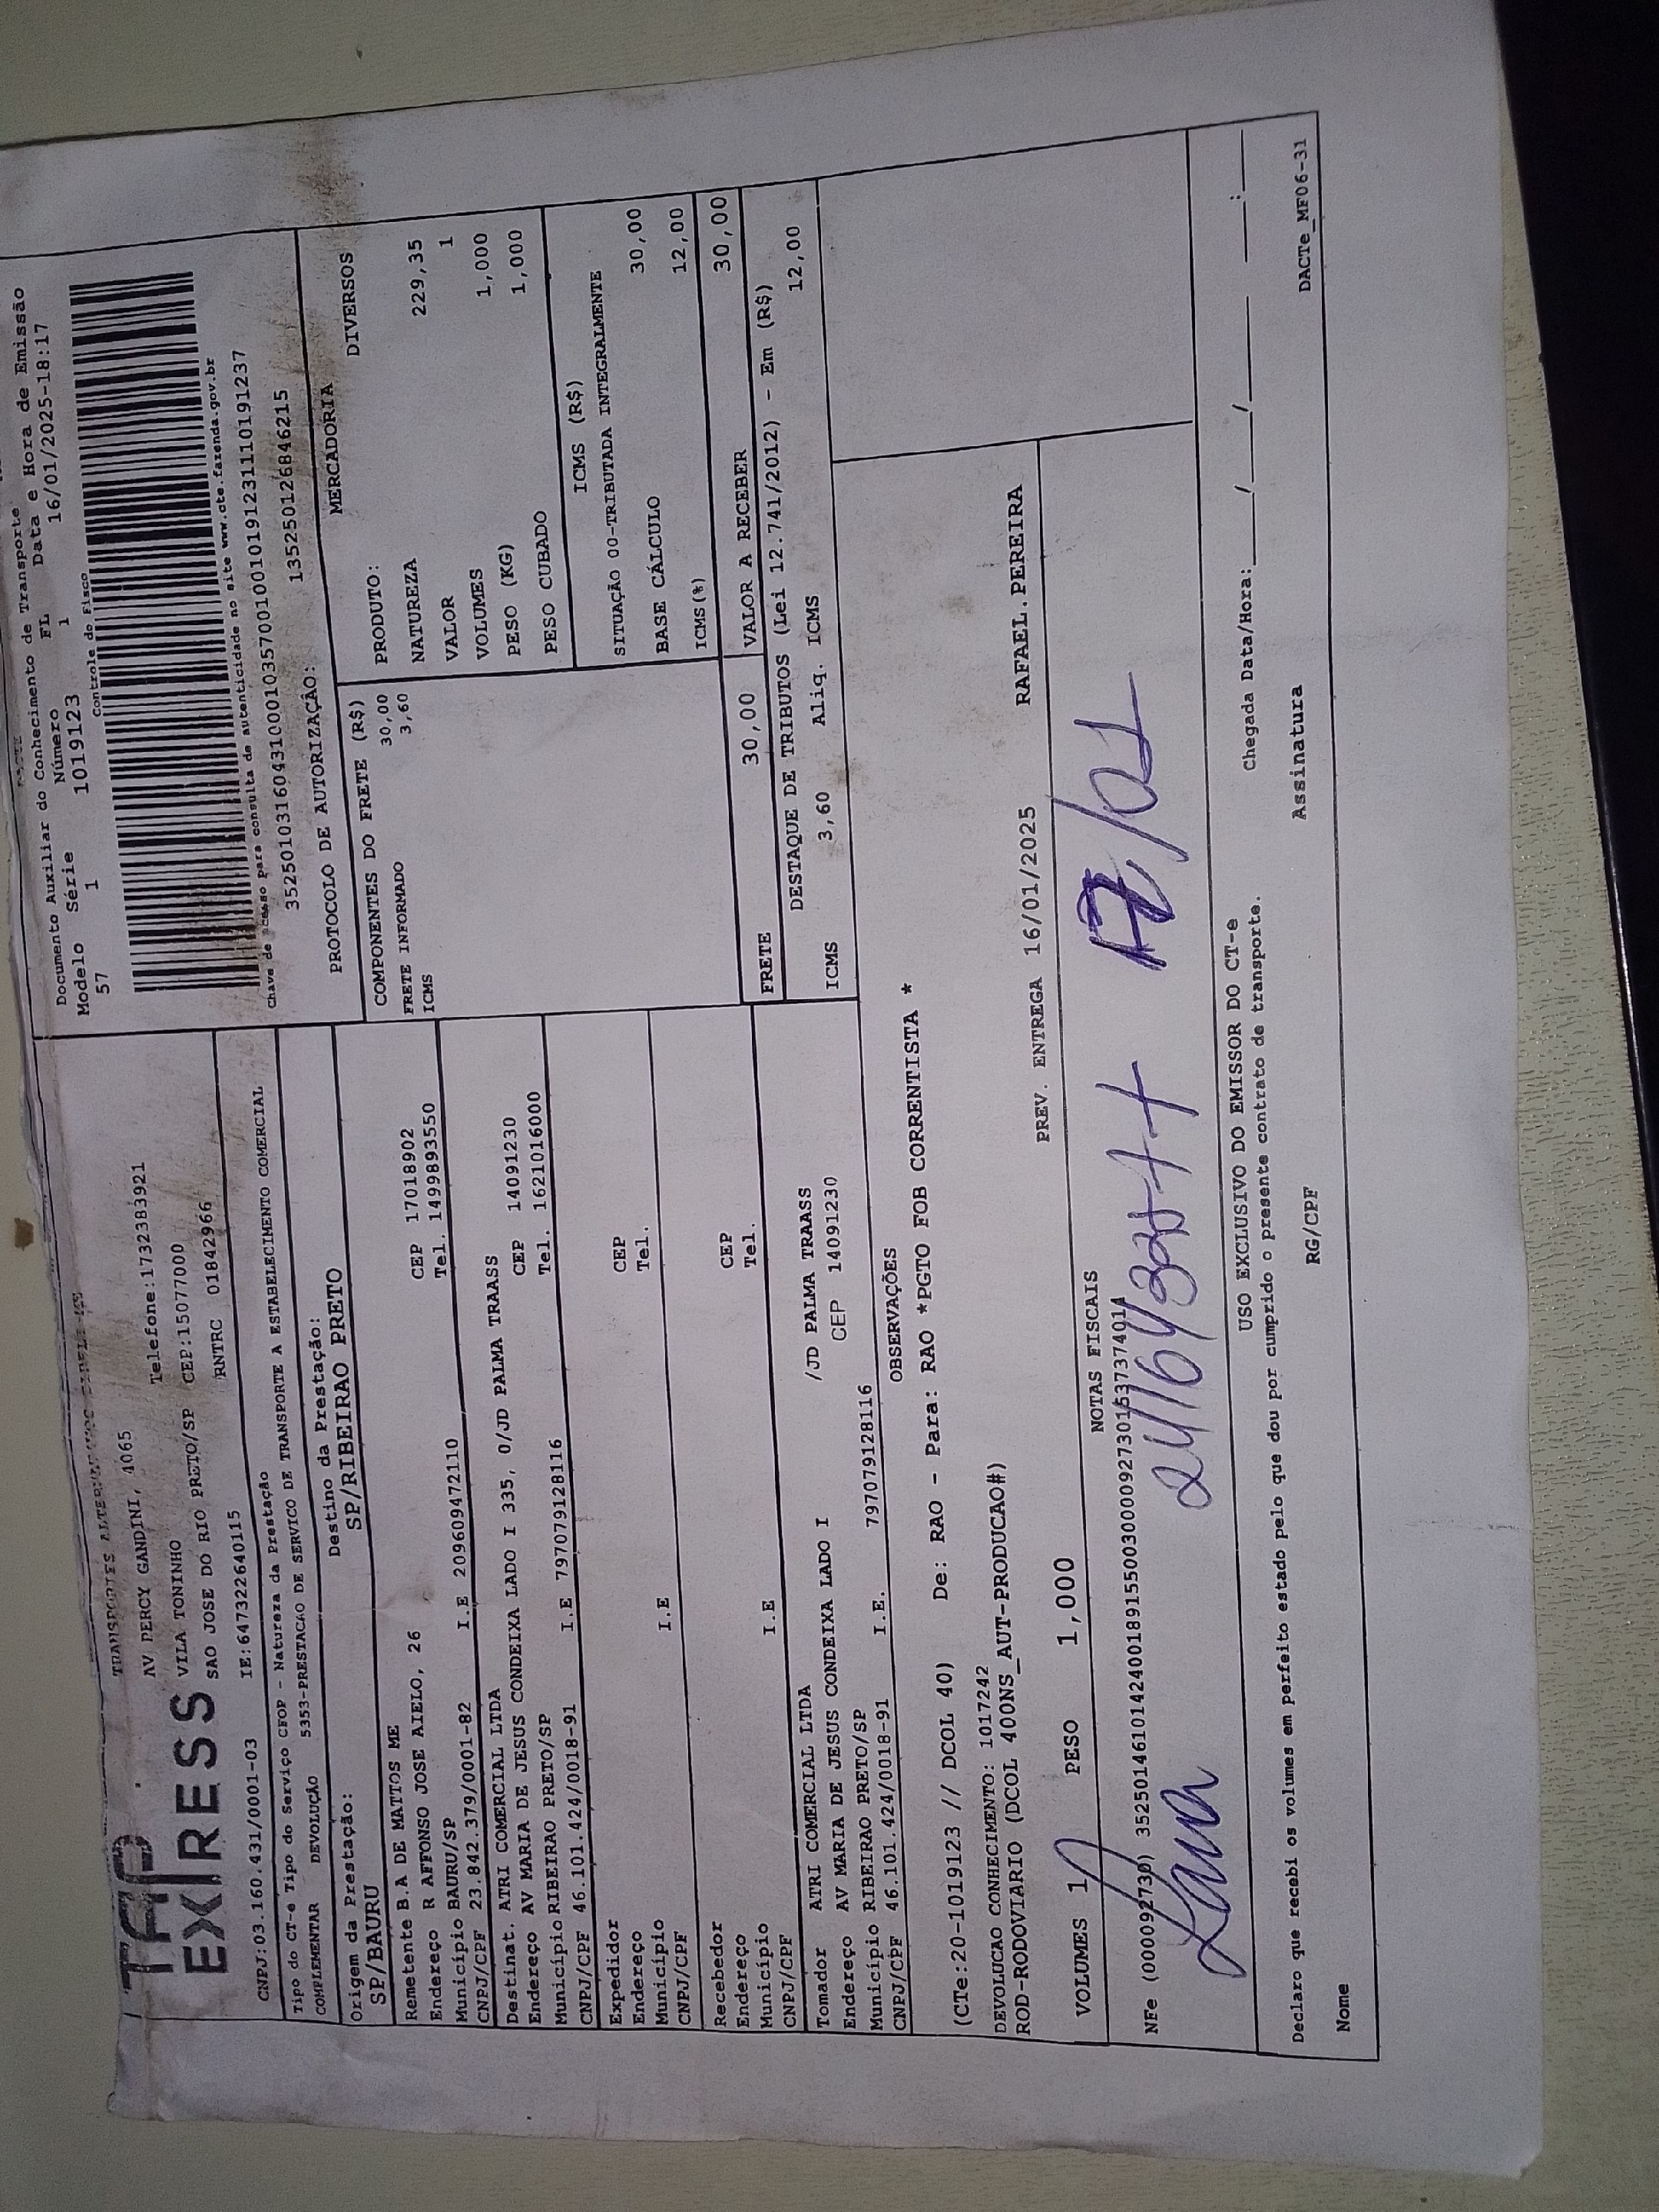 TAP
EXPRESS
AV PERCY GANDINI, 4065
Telefone:1732383921
VILA TONINHO
SAO JOSE DO RIO PRETO/SP CEP:15077000
CNPJ:03.160.431/0001-03 IE:647322640115 RNTRC 01842966
Documento Auxiliar do Conhecimento de Transporte
Modelo Série Número FL Data e Hora de Emissão
57 1 1019123 1 16/01/2025-18:17
Controle do Fisco
Chave de acesso para consulta de autenticidade no site www.cte.fazenda.gov.br
35250103160431000103570010010191231110191237
PROTOCOLO DE AUTORIZAÇÃO: 135250126846215
Tipo do CT-e Tipo do Serviço CFOP - Natureza da Prestação
COMPLEMENTAR DEVOLUÇÃO 5353-PRESTACAO DE SERVICO DE TRANSPORTE A ESTABELECIMENTO COMERCIAL
Origem da Prestação: Destino da Prestação:
SP/BAURU SP/RIBEIRAO PRETO
Remetente B.A DE MATTOS ME
Endereço R AFFONSO JOSE AIELO, 26 CEP 17018902
Município BAURU/SP Tel. 1499893550
CNPJ/CPF 23.842.379/0001-82 I.E 209609472110
Destinat. ATRI COMERCIAL LTDA
Endereço AV MARIA DE JESUS CONDEIXA LADO I 335, 0/JD PALMA TRAASS
Município RIBEIRAO PRETO/SP CEP 14091230
CNPJ/CPF 46.101.424/0018-91 I.E 797079128116 Tel. 1621016000
Expedidor
Endereço CEP
Município Tel.
CNPJ/CPF I.E
Recebedor
Endereço CEP
Município Tel.
CNPJ/CPF I.E
Tomador ATRI COMERCIAL LTDA
Endereço AV MARIA DE JESUS CONDEIXA LADO I /JD PALMA TRAASS
Município RIBEIRAO PRETO/SP CEP 14091230
CNPJ/CPF 46.101.424/0018-91 I.E. 797079128116
COMPONENTES DO FRETE (R$)
FRETE INFORMADO 30,00
ICMS 3,60
MERCADORIA
PRODUTO: DIVERSOS
NATUREZA
VALOR 229,35
VOLUMES 1
PESO (KG) 1,000
PESO CUBADO 1,000
ICMS (R$)
SITUAÇÃO 00-TRIBUTADA INTEGRALMENTE
BASE CÁLCULO 30,00
ICMS(%) 12,00
FRETE 30,00 VALOR A RECEBER 30,00
DESTAQUE DE TRIBUTOS (Lei 12.741/2012) - Em (R$)
ICMS 3,60 Aliq. ICMS 12,00
OBSERVAÇÕES
(CTe:20-1019123 // DCOL 40) De: RAO - Para: RAO *PGTO FOB CORRENTISTA *
DEVOLUCAO CONHECIMENTO: 1017242
ROD-RODOVIARIO (DCOL 400NS_AUT-PRODUCAO#)
VOLUMES 1 PESO 1,000 PREV. ENTREGA 16/01/2025 RAFAEL.PEREIRA
NOTAS FISCAIS
NFe (000092730) 35250146101424001891550030000927301537374014
17/01
USO EXCLUSIVO DO EMISSOR DO CT-e
Declaro que recebi os volumes em perfeito estado pelo que dou por cumprido o presente contrato de transporte.
Chegada Data/Hora:____/____/____ ___:___
Nome RG/CPF Assinatura
DACTe_MF06-31